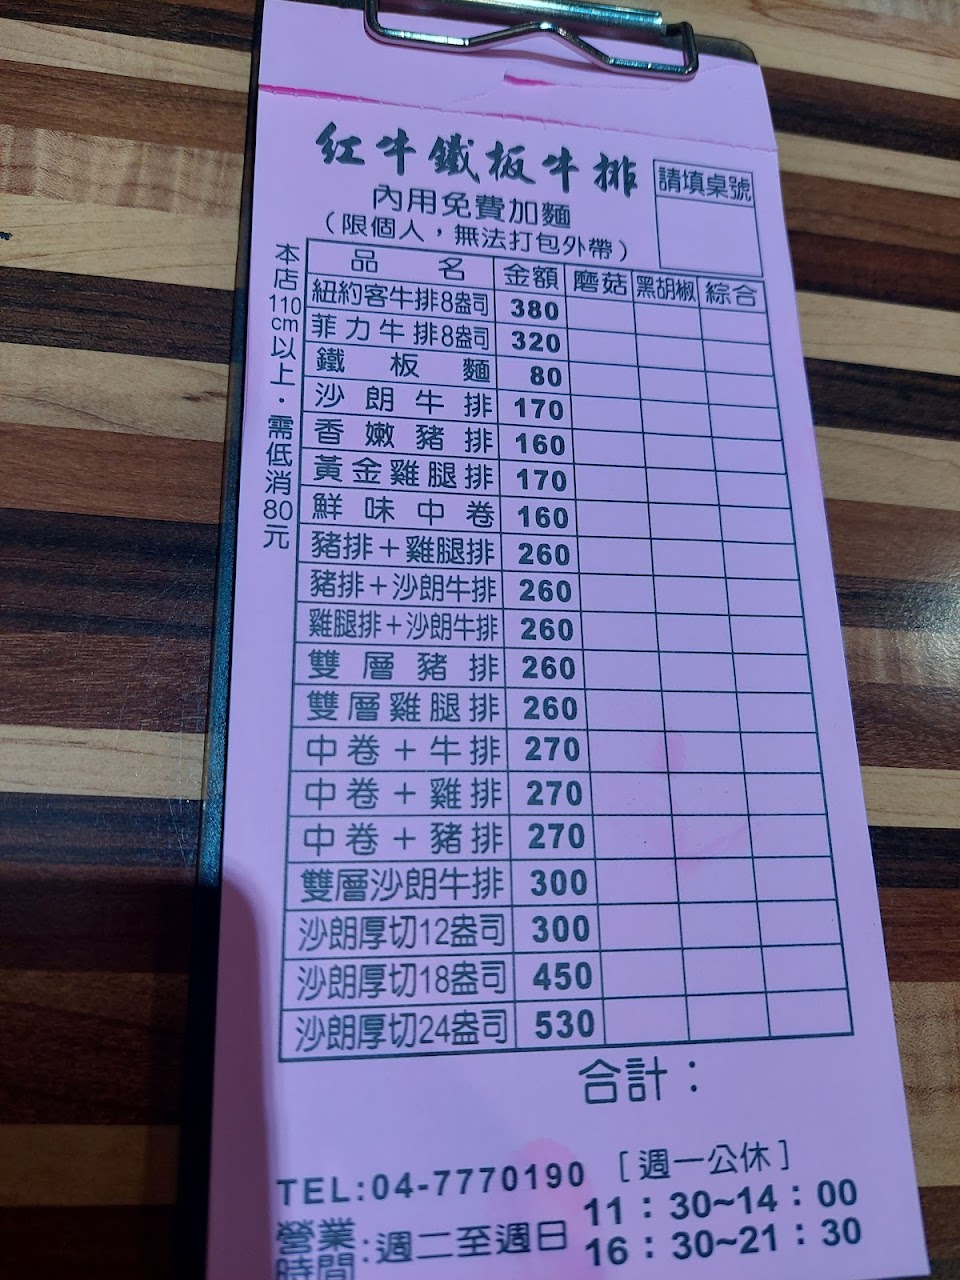 紅牛鐵板牛排
請填桌號
內用免費加麵
（限個人，無法打包外帶）
本店110cm以上．需低消80元
品名 金額 磨菇 黑胡椒 綜合
紐約客牛排8盎司 380
菲力牛排8盎司 320
鐵板麵 80
沙朗牛排 170
香嫩豬排 160
黃金雞腿排 170
鮮味中卷 160
豬排＋雞腿排 260
豬排＋沙朗牛排 260
雞腿排＋沙朗牛排 260
雙層豬排 260
雙層雞腿排 260
中卷＋牛排 270
中卷＋雞排 270
中卷＋豬排 270
雙層沙朗牛排 300
沙朗厚切12盎司 300
沙朗厚切18盎司 450
沙朗厚切24盎司 530
合計：
TEL:04-7770190 [週一公休]
營業時間:週二至週日 11：30~14：00
16：30~21：30